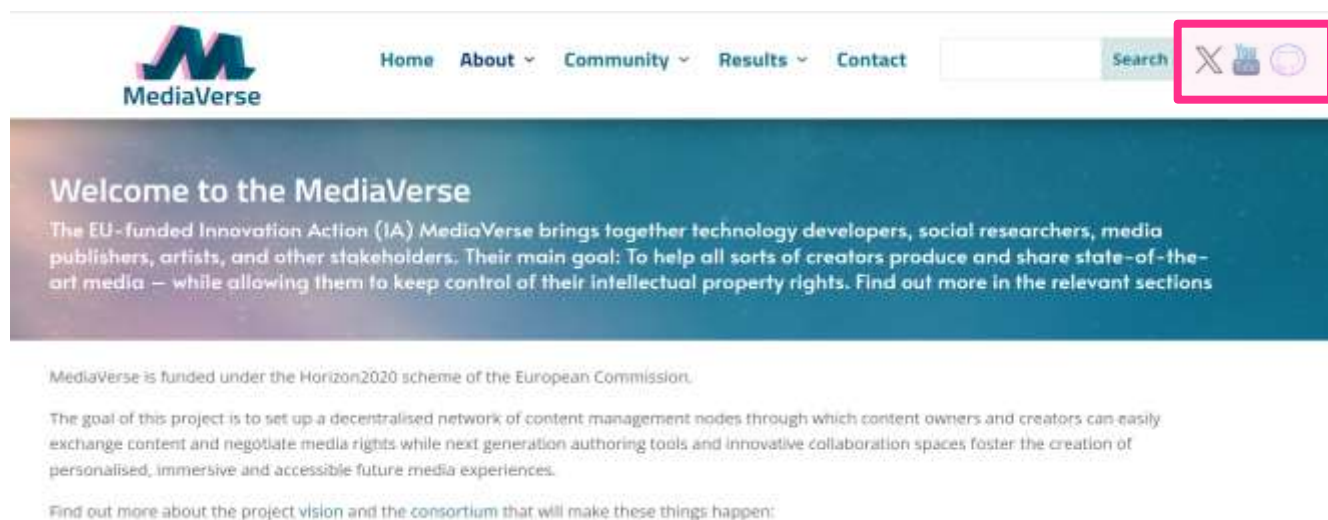 MediaVerse
Home About Community Results Contact
Search X You Tube
Welcome to the MediaVerse
The EU-funded Innovation Action (IA) MediaVerse brings together technology developers, social researchers, media
publishers, artists, and other stakeholders. Their main goal: To help all sorts of creators produce and share state-of-the-
art media – while allowing them to keep control of their intellectual property rights. Find out more in the relevant sections
MediaVerse is funded under the Horizon2020 scheme of the European Commission.
The goal of this project is to set up a decentralised network of content management nodes through which content owners and creators can easily
exchange content and negotiate media rights while next generation authoring tools and innovative collaboration spaces foster the creation of
personalised, immersive and accessible future media experiences.
Find out more about the project vision and the consortium that will make these things happen: